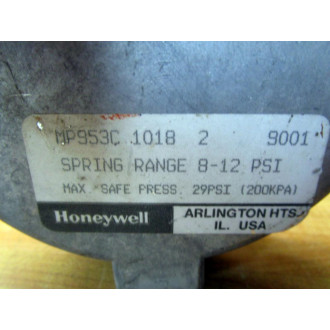 MP953C 1018 2 9001
SPRING RANGE 8-12 PSI
MAX. SAFE PRESS. 29PSI (200KPA)
Honeywell ARLINGTON HTS.
IL. USA